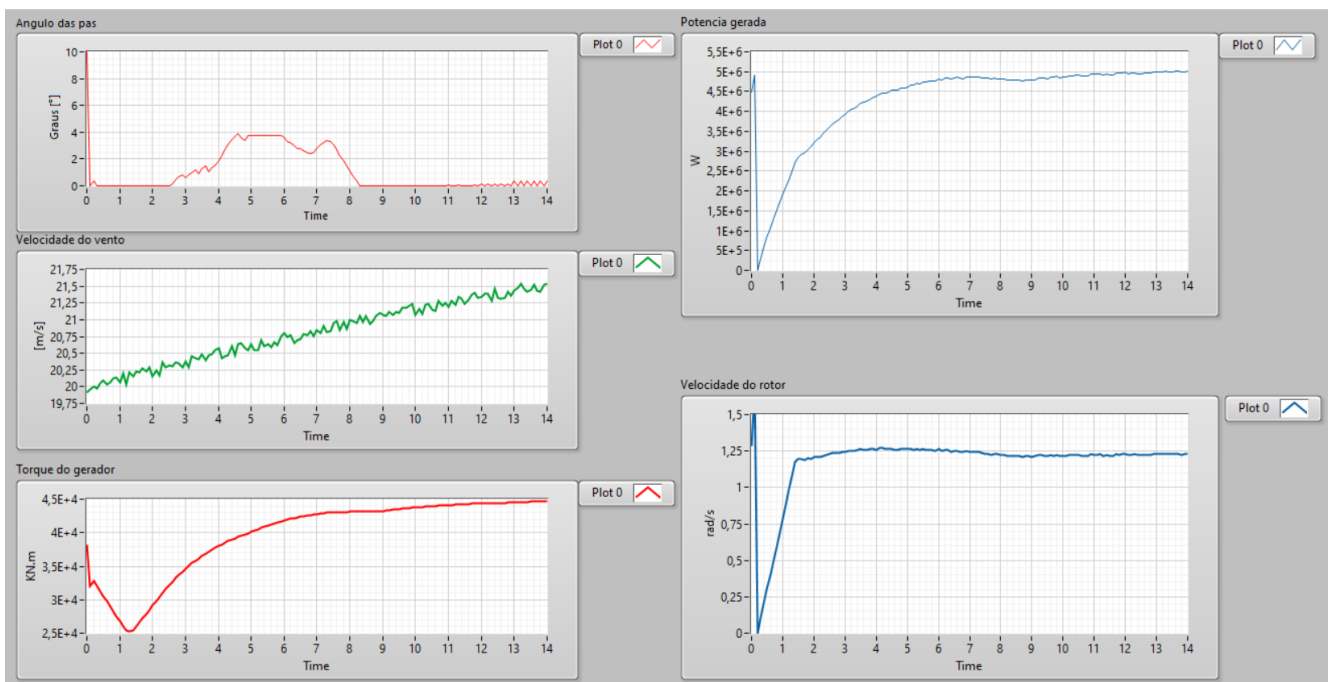 Angulo das pas
Plot 0
Graus [°]
10
8
6
4
2
0
0 1 2 3 4 5 6 7 8 9 10 11 12 13 14
Time
Velocidade do vento
Plot 0
[m/s]
21,75
21,5
21,25
21
20,75
20,5
20,25
20
19,75
0 1 2 3 4 5 6 7 8 9 10 11 12 13 14
Time
Torque do gerador
Plot 0
KN.m
4,5E+4
4E+4
3,5E+4
3E+4
2,5E+4
0 1 2 3 4 5 6 7 8 9 10 11 12 13 14
Time
Potencia gerada
Plot 0
W
5,5E+6
5E+6
4,5E+6
4E+6
3,5E+6
3E+6
2,5E+6
2E+6
1,5E+6
1E+6
5E+5
0
0 1 2 3 4 5 6 7 8 9 10 11 12 13 14
Time
Velocidade do rotor
Plot 0
rad/s
1,5
1,25
1
0,75
0,5
0,25
0
0 1 2 3 4 5 6 7 8 9 10 11 12 13 14
Time